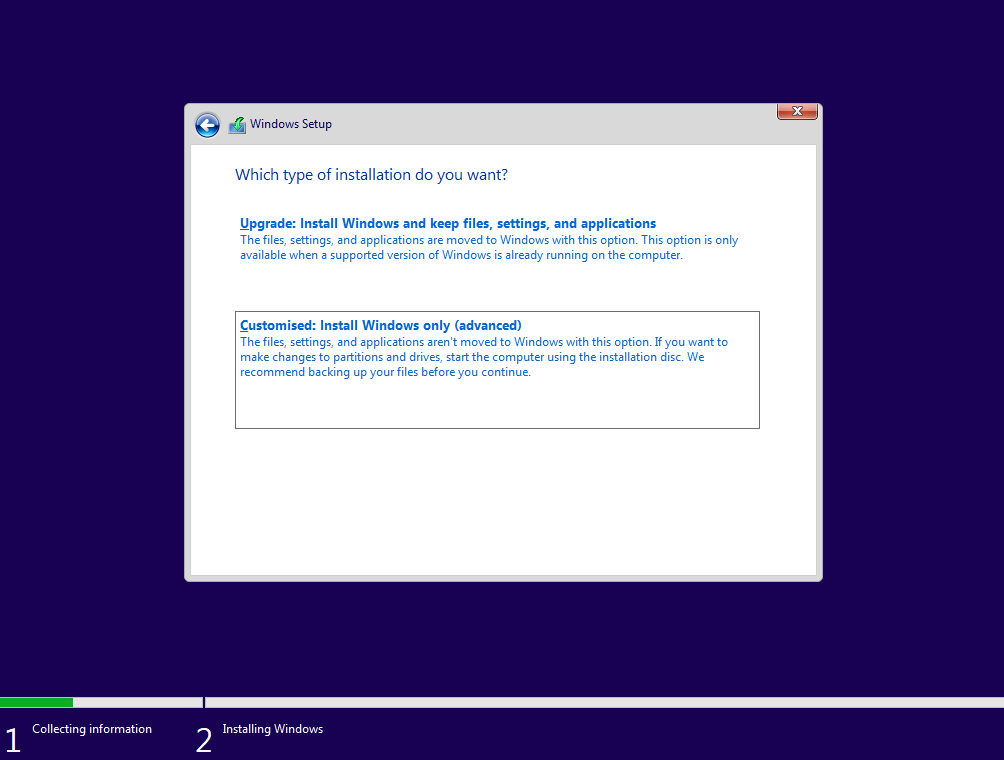 Windows Setup
Which type of installation do you want?
Upgrade: Install Windows and keep files, settings, and applications
The files, settings, and applications are moved to Windows with this option. This option is only
available when a supported version of Windows is already running on the computer.
Customised: Install Windows only (advanced)
The files, settings, and applications aren't moved to Windows with this option. If you want to
make changes to partitions and drives, start the computer using the installation disc. We
recommend backing up your files before you continue.
1 Collecting information
2 Installing Windows